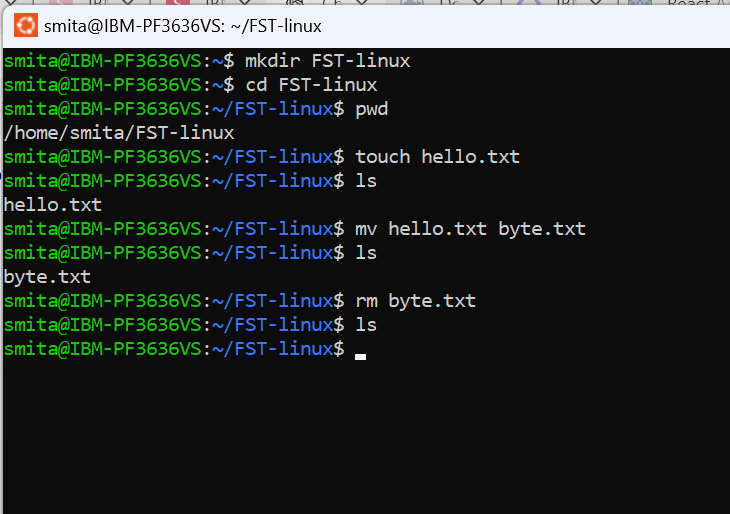 smita@IBM-PF3636VS: ~/FST-linux
smita@IBM-PF3636VS:~$ mkdir FST-linux
smita@IBM-PF3636VS:~$ cd FST-linux
smita@IBM-PF3636VS:~/FST-linux$ pwd
/home/smita/FST-linux
smita@IBM-PF3636VS:~/FST-linux$ touch hello.txt
smita@IBM-PF3636VS:~/FST-linux$ ls
hello.txt
smita@IBM-PF3636VS:~/FST-linux$ mv hello.txt byte.txt
smita@IBM-PF3636VS:~/FST-linux$ ls
byte.txt
smita@IBM-PF3636VS:~/FST-linux$ rm byte.txt
smita@IBM-PF3636VS:~/FST-linux$ ls
smita@IBM-PF3636VS:~/FST-linux$